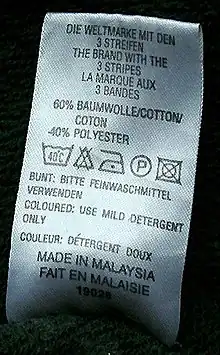 DIE WELTMARKE MIT DEN
3 STREIFEN
THE BRAND WITH THE
3 STRIPES
LA MARQUE AUX
3 BANDES
60% BAUMWOLLE/COTTON/
COTON
40% POLYESTER
40°C P
BUNT: BITTE FEINWASCHMITTEL
VERWENDEN
COLOURED: USE MILD DETERGENT
ONLY
COULEUR: DÉTERGENT DOUX
MADE IN MALAYSIA
FAIT EN MALAISIE